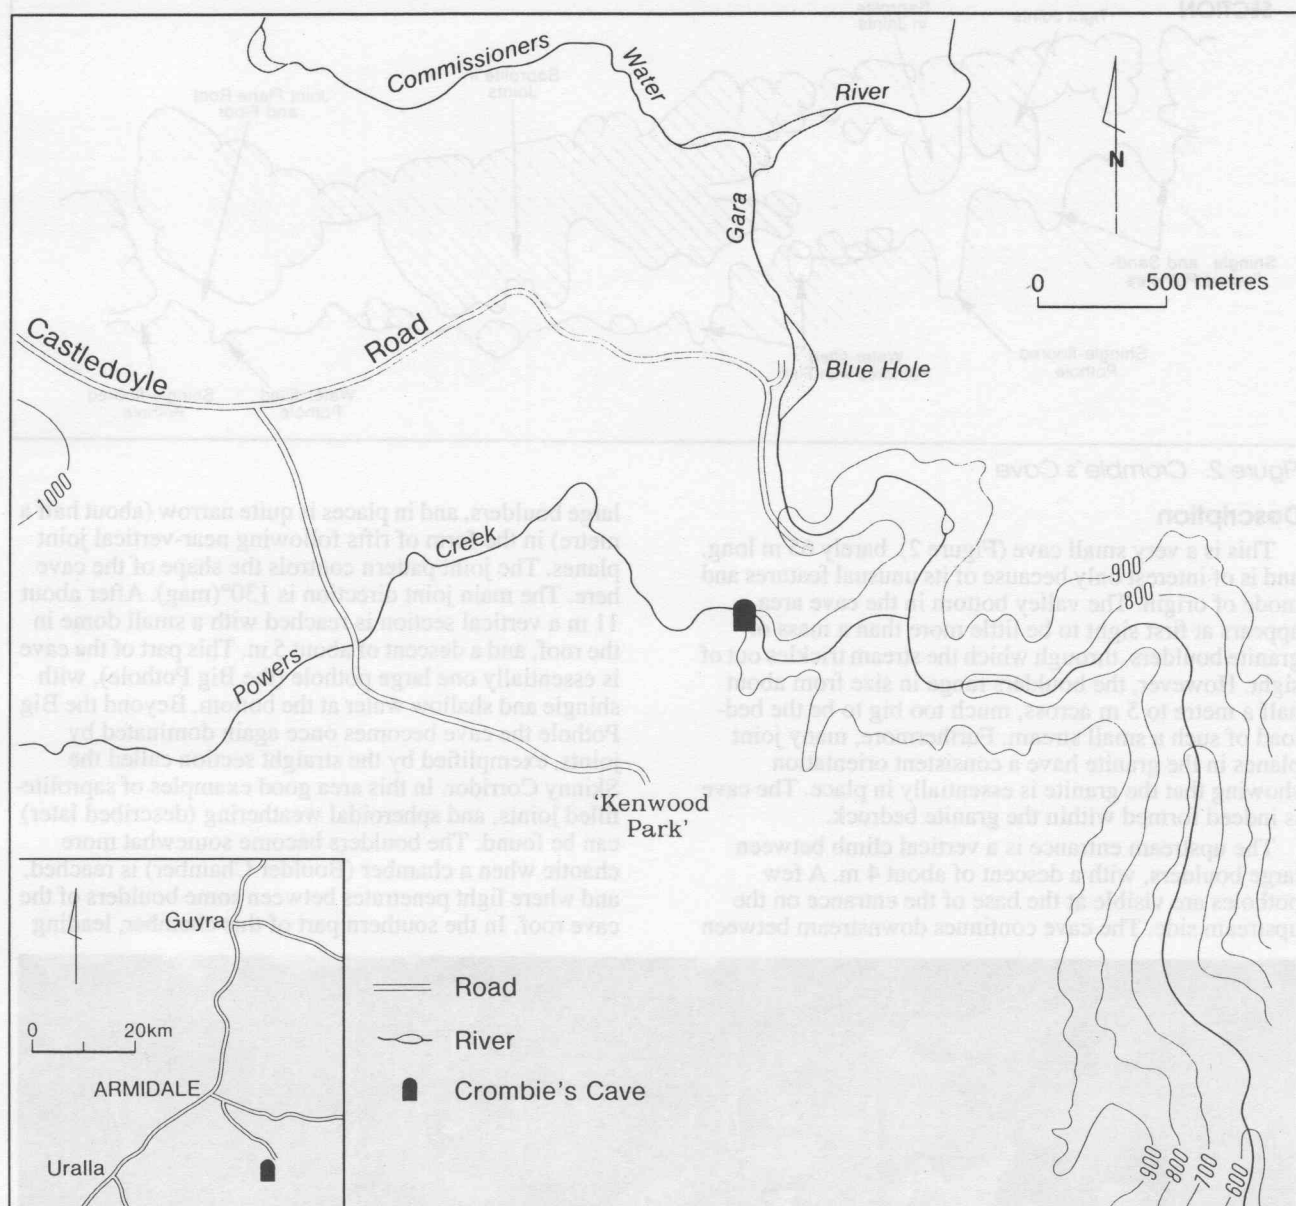 Commissioners
Water
River
N
Gara
0 500 metres
Castledoyle
Road
Blue Hole
1000
Creek
900
800
Powers
'Kenwood
Park'
Guyra
0 20km
ARMIDALE
Uralla
Road
River
Crombie's Cave
900
800
700
600
SECTION
Joint Plane Roof
and Floor
Shingle-floored
Pothole
Figure 2. Crombie's Cave
Description
This is a very small cave (Figure 2), barely m long,
and is of interest only because of its unusual features and
mode of origin. The valley bottom in the cave area
appears at first sight to be little more than a mass of
granite boulders, through which the stream trickles out of
sight. However, the boulders range in size from about
half a metre to 5 m across, much too big to be the bed-
load of such a small stream. Furthermore, many joint
planes in the granite have a consistent orientation
showing that the granite is essentially in place. The cave
is indeed formed within the granite bedrock.
The upstream entrance is a vertical climb between
large boulders, with a descent of about 4 m. A few
potholes are visible at the base of the entrance on the
upstream side. The cave continues downstream between
large boulders, and in places is quite narrow (about half a
metre) in the form of rifts following near-vertical joint
planes. The joint pattern controls the shape of the cave
here. The main joint direction is 130°(mag). After about
11 m a vertical section is reached with a small dome in
the roof, and a descent of about 5 m. This part of the cave
is essentially one large pothole (the Big Pothole), with
shingle and shallow water at the bottom. Beyond the Big
Pothole the cave becomes once again dominated by
joints, exemplified by the straight section called the
Skinny Corridor. In this area good examples of saprolite-
filled joints, and spheroidal weathering (described later)
can be found. The boulders become somewhat more
chaotic when a chamber (Boulder Chamber) is reached,
and where light penetrates between some boulders of the
cave roof. In the southern part of this chamber, leading